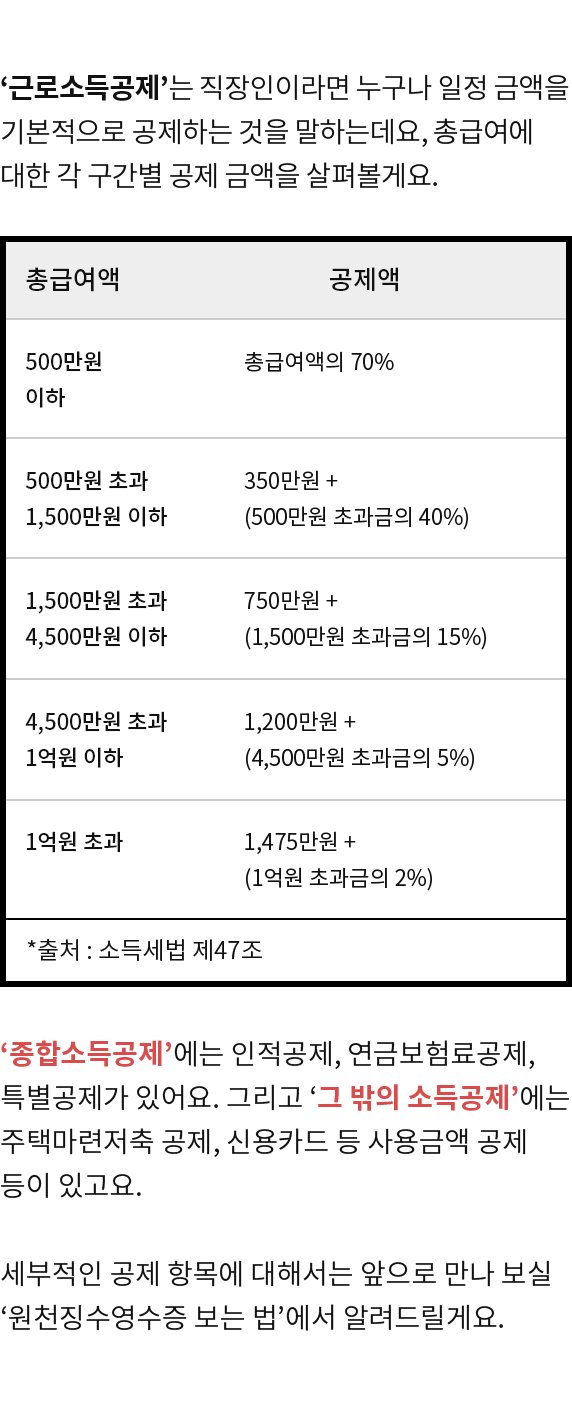 ‘근로소득공제’는 직장인이라면 누구나 일정 금액을
기본적으로 공제하는 것을 말하는데요, 총급여에
대한 각 구간별 공제 금액을 살펴볼게요.
총급여액 공제액
500만원 총급여액의 70%
이하
500만원 초과 350만원 +
1,500만원 이하 (500만원 초과금의 40%)
1,500만원 초과 750만원 +
4,500만원 이하 (1,500만원 초과금의 15%)
4,500만원 초과 1,200만원 +
1억원 이하 (4,500만원 초과금의 5%)
1억원 초과 1,475만원 +
(1억원 초과금의 2%)
*출처 : 소득세법 제47조
‘종합소득공제’에는 인적공제, 연금보험료공제,
특별공제가 있어요. 그리고 ‘그 밖의 소득공제’에는
주택마련저축 공제, 신용카드 등 사용금액 공제
등이 있고요.
세부적인 공제 항목에 대해서는 앞으로 만나 보실
‘원천징수영수증 보는 법’에서 알려드릴게요.